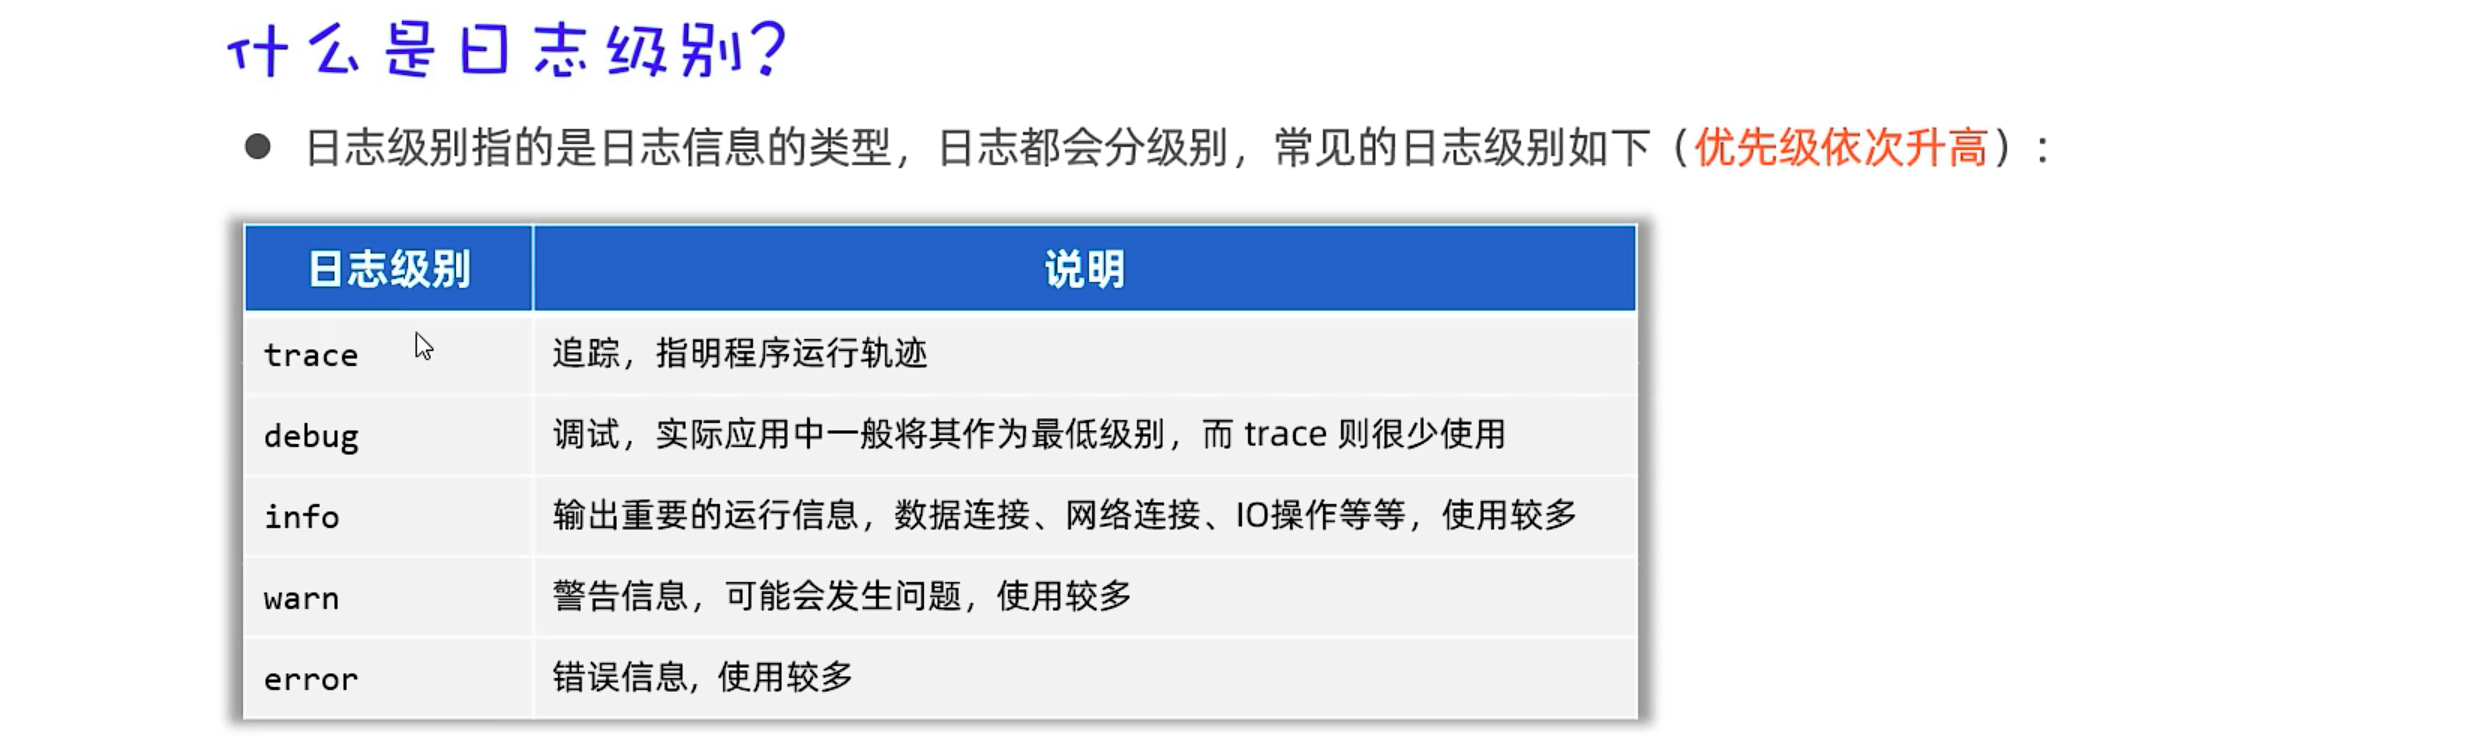 什么是日志级别?
● 日志级别指的是日志信息的类型，日志都会分级别，常见的日志级别如下（优先级依次升高）：
日志级别 说明
trace 追踪，指明程序运行轨迹
debug 调试，实际应用中一般将其作为最低级别，而 trace 则很少使用
info 输出重要的运行信息，数据连接、网络连接、IO操作等等，使用较多
warn 警告信息，可能会发生问题，使用较多
error 错误信息, 使用较多